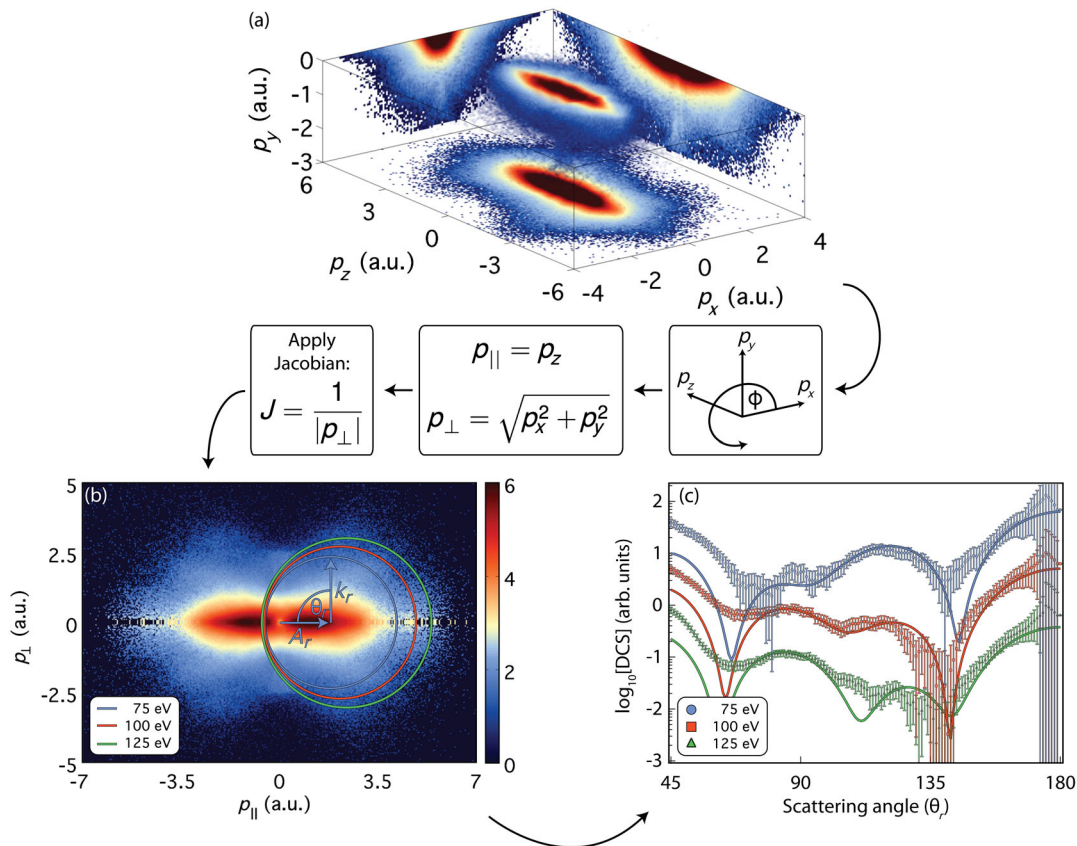 (a)
0
-1
-2
-3
p_y (a.u.)
6
3
0
-3
-6
p_z (a.u.)
-4
-2
0
2
4
p_x (a.u.)
Apply
Jacobian:
J = 1/|p_⊥|
p_|| = p_z
p_⊥ = √(p_x² + p_y²)
p_y
p_z
p_x
Φ
(b)
5
2.5
0
-2.5
-5
p_⊥ (a.u.)
k_r
θ_r
A_r
75 eV
100 eV
125 eV
-7
-3.5
0
3.5
7
p_|| (a.u.)
6
4
2
0
(c)
2
1
0
-1
-2
-3
log₁₀[DCS] (arb. units)
75 eV
100 eV
125 eV
45
90
135
180
Scattering angle (θ_r)